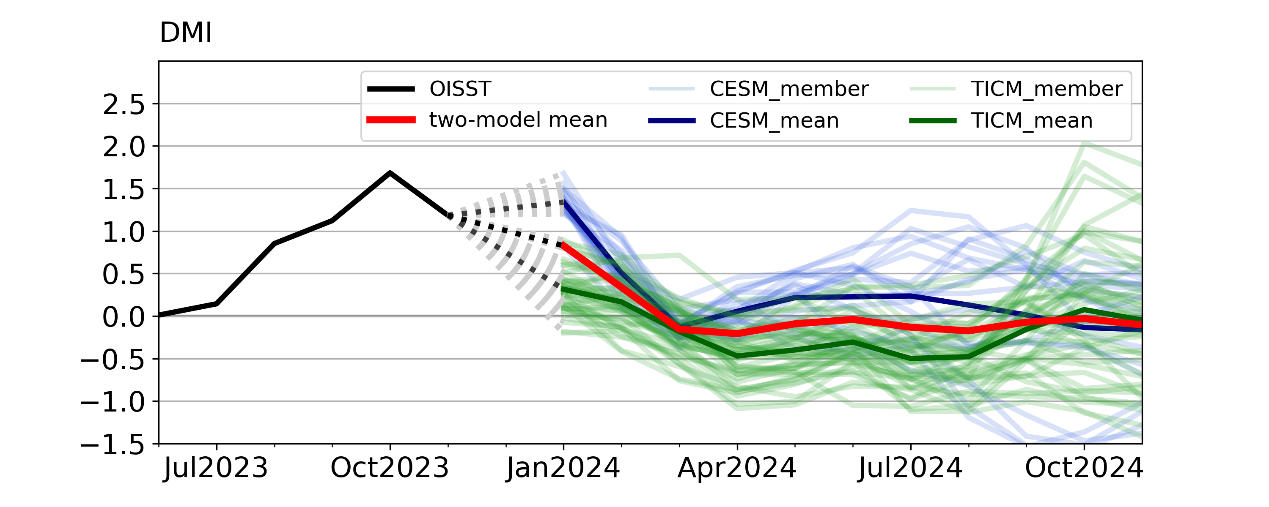 DMI
OISST CESM_member TICM_member
two-model mean CESM_mean TICM_mean
2.5
2.0
1.5
1.0
0.5
0.0
−0.5
−1.0
−1.5
Jul2023 Oct2023 Jan2024 Apr2024 Jul2024 Oct2024